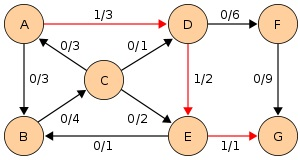 A 1/3 D 0/6 F
0/3 0/3 0/1 1/2 0/9
C
0/4 0/2
B 0/1 E 1/1 G